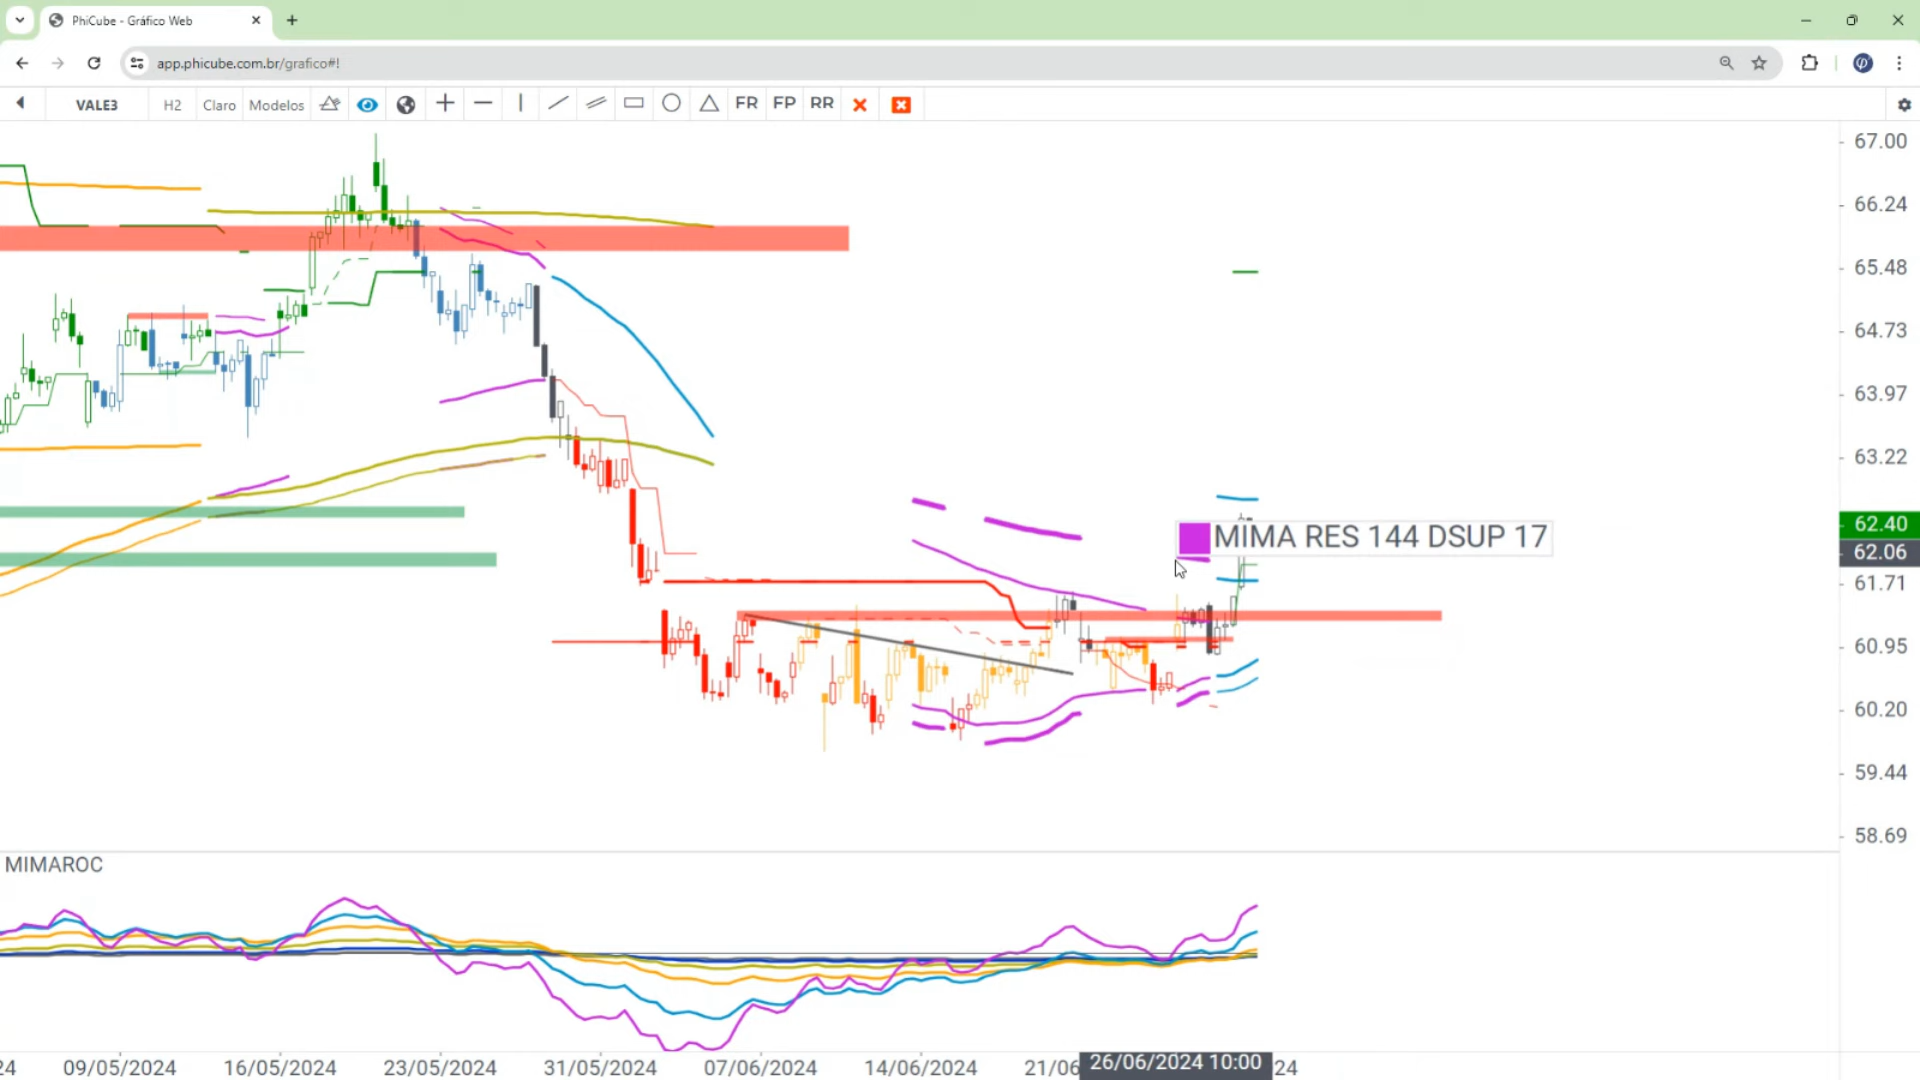 PhiCube - Gráfico Web
app.phicube.com.br/grafico#!
VALE3 H2 Claro Modelos FR FP RR
67.00
66.24
65.48
64.73
63.97
63.22
62.40
MIMA RES 144 DSUP 17
62.06
61.71
60.95
60.20
59.44
58.69
MIMAROC
24 09/05/2024 16/05/2024 23/05/2024 31/05/2024 07/06/2024 14/06/2024 21/06 26/06/2024 10:00 24